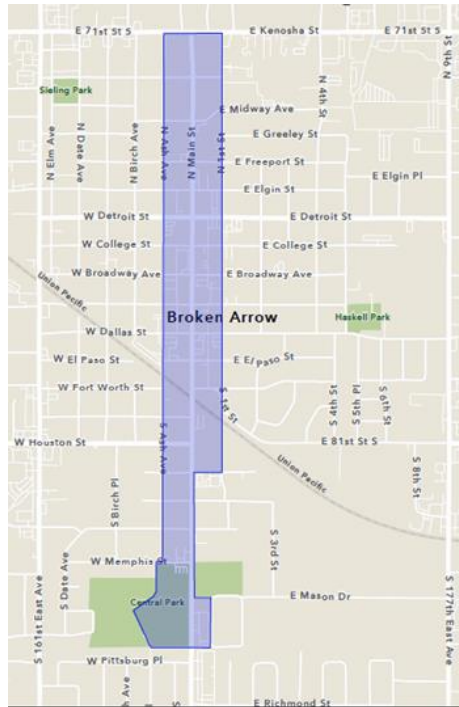 E 71st St S
E Kenosha St
E 71st St S
S 9th N
Sieling Park
N Elm Ave
N Date Ave
N Birch Ave
N Ash Ave
N Main St
N 1st St
N 4th St
E Midway Ave
E Greeley St
E Freeport St
E Elgin St
E Elgin Pl
W Detroit St
E Detroit St
W College St
E College St
W Broadway Ave
E Broadway Ave
Union Pacific
Broken Arrow
Haskell Park
W Dallas St
W El Paso St
E El Paso St
W Fort Worth St
S 1st St
S 4th St
S 5th Pl
S 6th St
W Houston St
S Ash Ave
E 81st St S
Union Pacific
S 8th St
S Birch Pl
S 3rd St
W Memphis St
S Date Ave
Central Park
E Mason Dr
S 161st East Ave
S 177th East Ave
W Pittsburg Pl
h Ave
E Richmond St